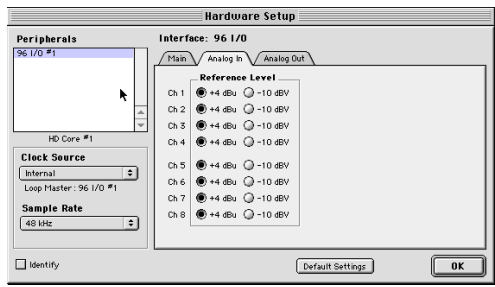 Hardware Setup
Peripherals
96 I/O #1
HD Core #1
Clock Source
Internal
Loop Master: 96 I/O #1
Sample Rate
48 kHz
Identify
Interface: 96 I/O
Main
Analog In
Analog Out
Reference Level
Ch 1 +4 dBu -10 dBV
Ch 2 +4 dBu -10 dBV
Ch 3 +4 dBu -10 dBV
Ch 4 +4 dBu -10 dBV
Ch 5 +4 dBu -10 dBV
Ch 6 +4 dBu -10 dBV
Ch 7 +4 dBu -10 dBV
Ch 8 +4 dBu -10 dBV
Default Settings
OK